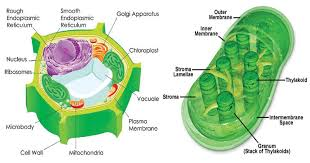 Rough
Endoplasmic
Reticulum
Smooth
Endoplasmic
Reticulum
Golgi Apparatus
Chloroplast
Nucleus
Ribosomes
Vacuole
Plasma
Membrane
Microbody
Cell Wall
Mitochondrio
Outer
Membrane
Inner
Membrane
Stroma
Lamellae
Stroma
Thylakoid
Intermembrane
Space
Granum
(Stack of Thylakoids)